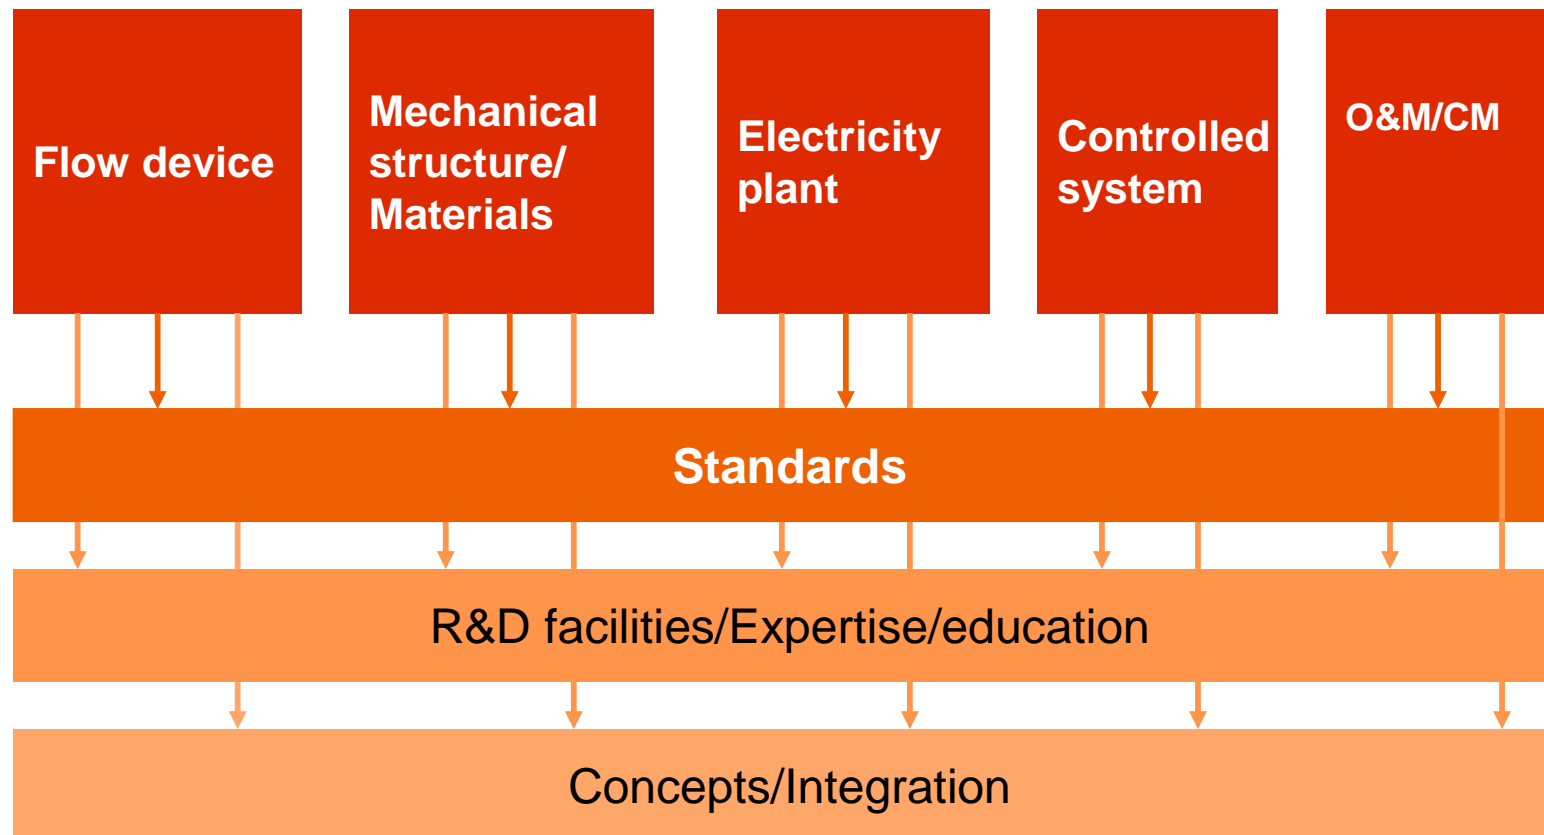 Flow device
Mechanical
structure/
Materials
Electricity
plant
Controlled
system
O&M/CM
Standards
R&D facilities/Expertise/education
Concepts/Integration